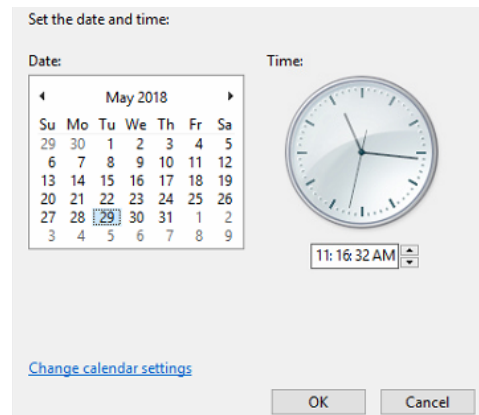 Set the date and time:
Date:
Time:
May 2018
Su Mo Tu We Th Fr Sa
29 30 1 2 3 4 5
6 7 8 9 10 11 12
13 14 15 16 17 18 19
20 21 22 23 24 25 26
27 28 29 30 31 1 2
3 4 5 6 7 8 9
11:16:32 AM
Change calendar settings
OK Cancel